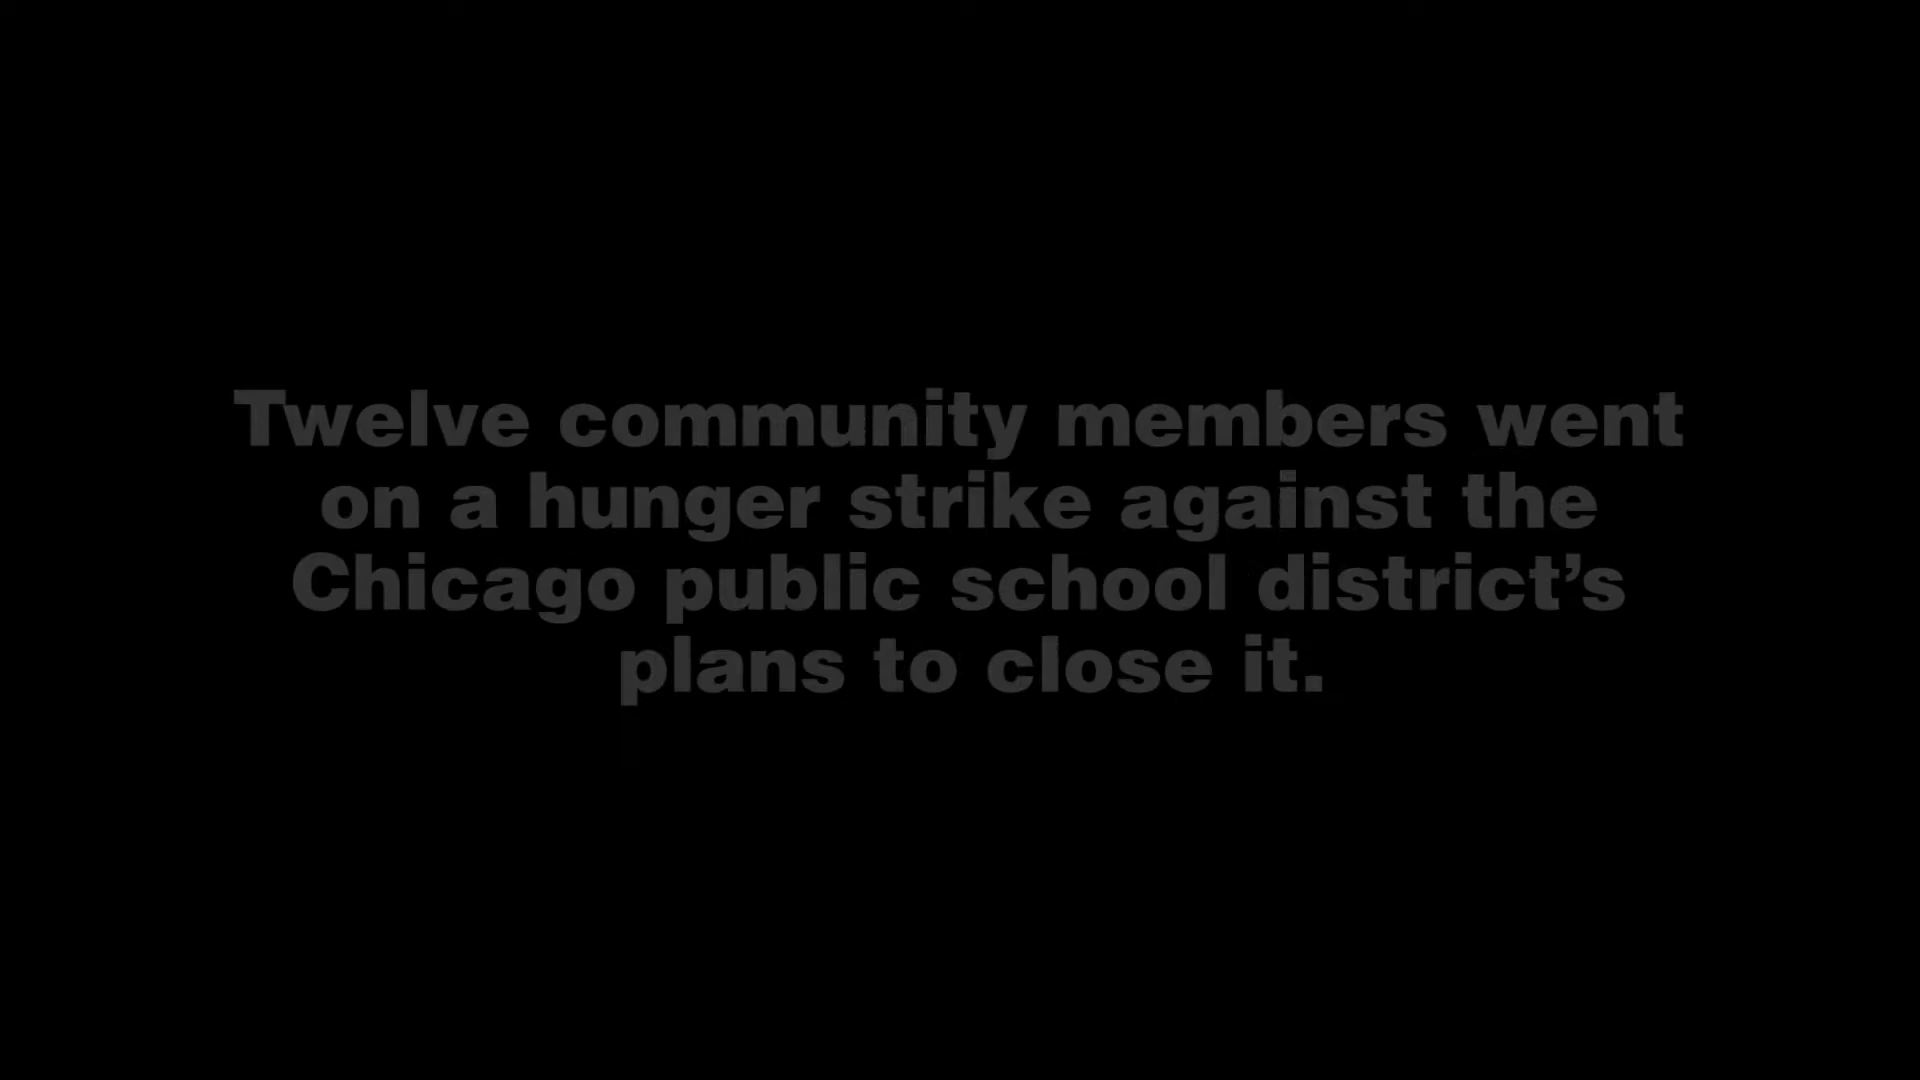 Twelve community members went
on a hunger strike against the
Chicago public school district’s
plans to close it.